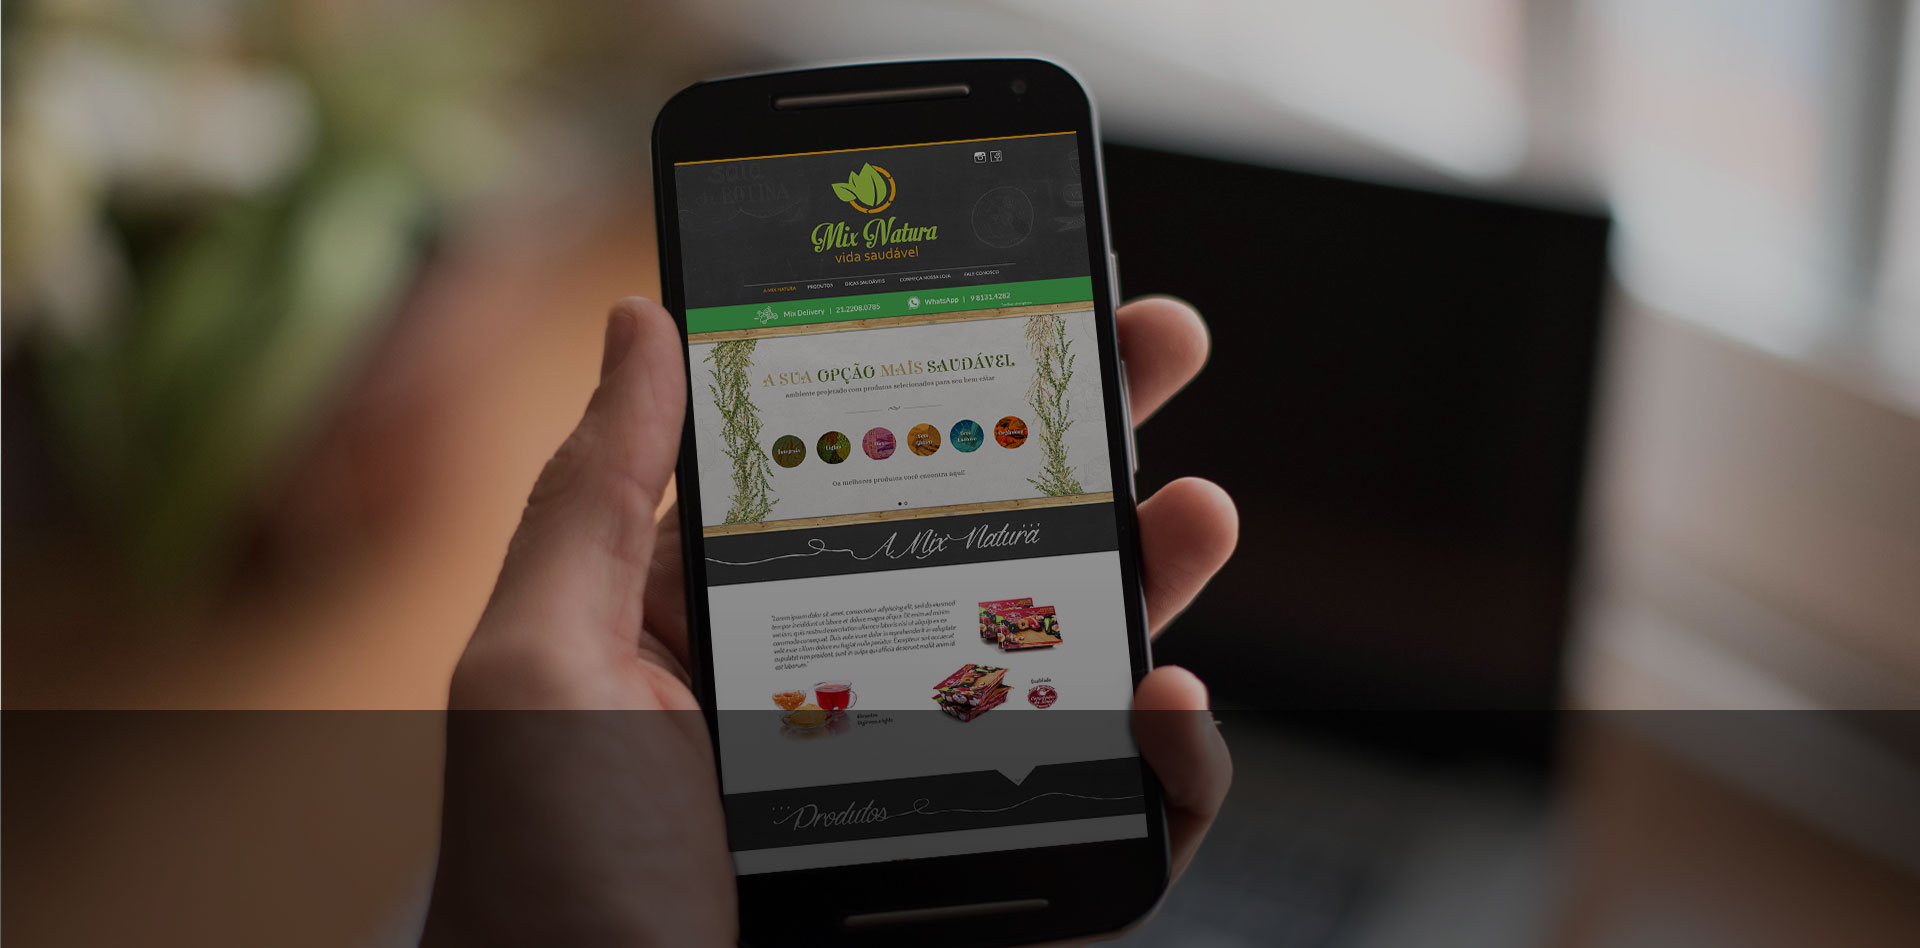 saia
da ROTINA
Mix Natura
vida saudável
A MIX NATURA PRODUTOS DICAS SAUDÁVEIS CONHEÇA NOSSA LOJA FALE CONOSCO
Mix Delivery | 21.2208.0785 WhatsApp | 9 8131.4282
A SUA OPÇÃO MAIS SAUDÁVEL
ambiente projetado com produtos selecionados para seu bem estar
Integrais Orgânicos
Os melhores produtos você encontra aqui!
A Mix Natura
"Lorem ipsum dolor sit amet, consectetur adipiscing elit, sed do eiusmod
tempor incididunt ut labore et dolore magna aliqua. Ut enim ad minim
veniam, quis nostrud exercitation ullamco laboris nisi ut aliquip ex ea
commodo consequat. Duis aute irure dolor in reprehenderit in voluptate
velit esse cillum dolore eu fugiat nulla pariatur. Excepteur sint occaecat
cupidatat non proident, sunt in culpa qui officia deserunt mollit anim id
est laborum."
Qualidade
Produtos